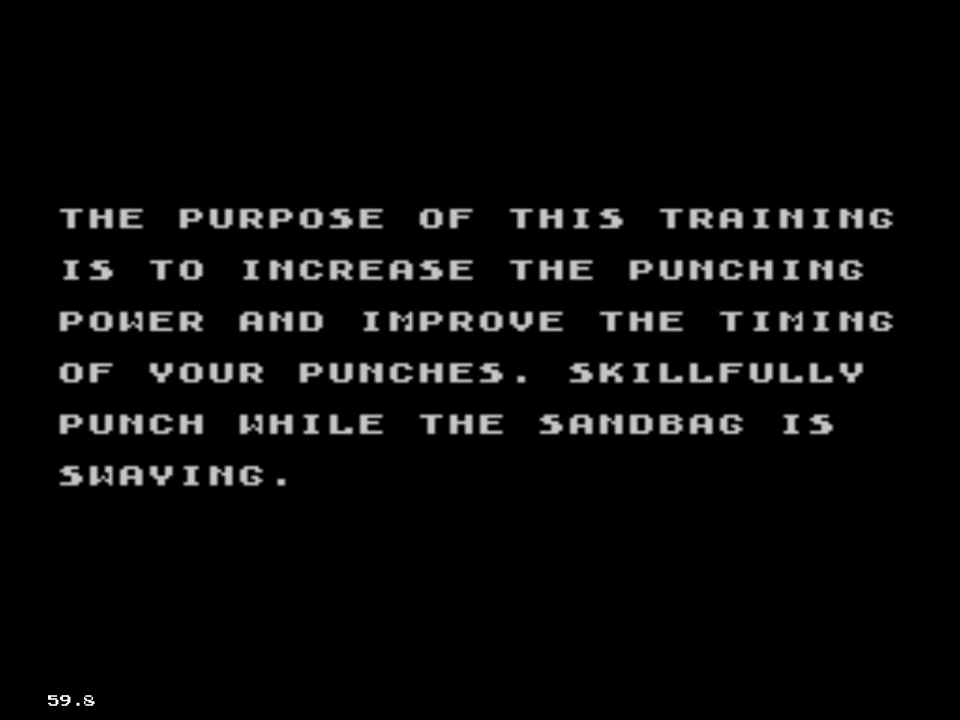 THE PURPOSE OF THIS TRAINING
IS TO INCREASE THE PUNCHING
POWER AND IMPROVE THE TIMING
OF YOUR PUNCHES. SKILLFULLY
PUNCH WHILE THE SANDBAG IS
SWAYING.
59.8